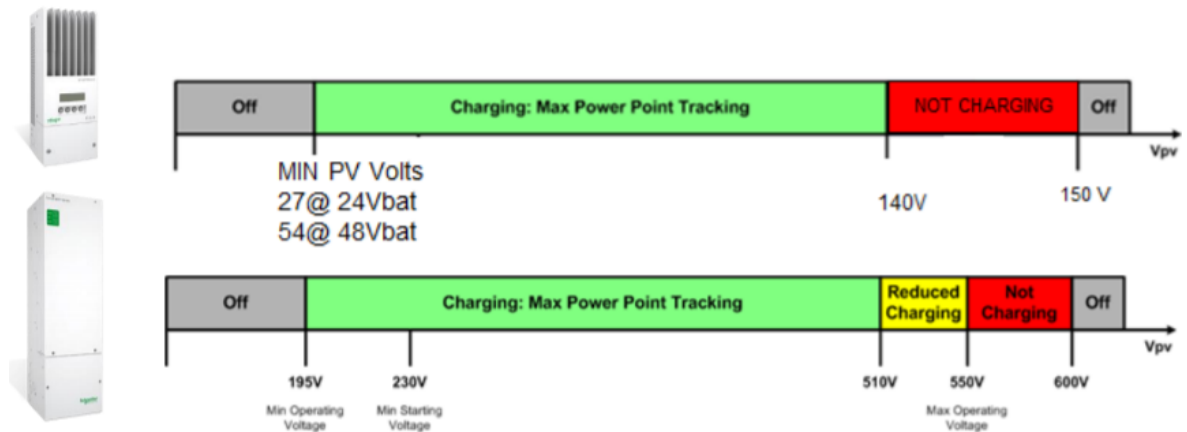 Off
Charging: Max Power Point Tracking
NOT CHARGING
Off
Vpv
MIN PV Volts
27@ 24Vbat
54@ 48Vbat
140V
150 V
Off
Charging: Max Power Point Tracking
Reduced
Charging
Not
Charging
Off
Vpv
195V
230V
510V
550V
600V
Min Operating
Voltage
Min Starting
Voltage
Max Operating
Voltage